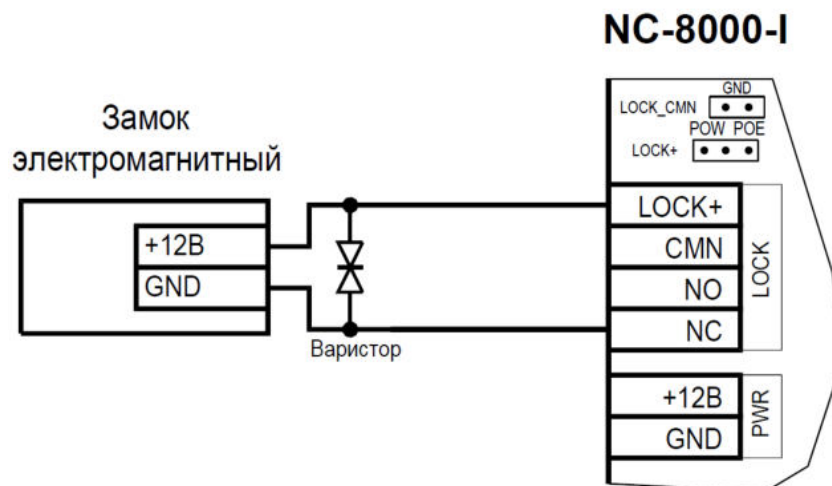 NC-8000-I
GND
LOCK_CMN
POW POE
LOCK+
Замок
электромагнитный
+12В
GND
Варистор
LOCK+
CMN
NO
NC
LOCK
+12В
GND
PWR